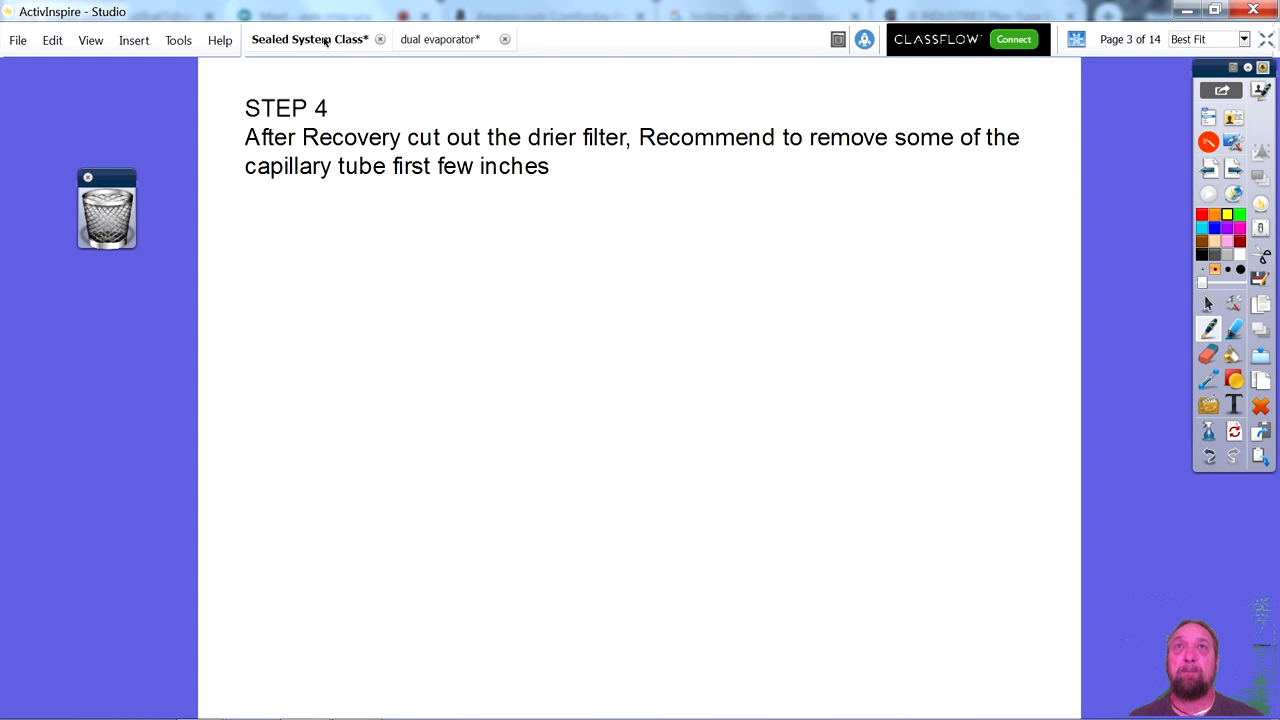 ActivInspire - Studio
File Edit View Insert Tools Help
Sealed System Class* dual evaporator*
CLASSFLOW Connect
Page 3 of 14 Best Fit
STEP 4
After Recovery cut out the drier filter, Recommend to remove some of the
capillary tube first few inches
T